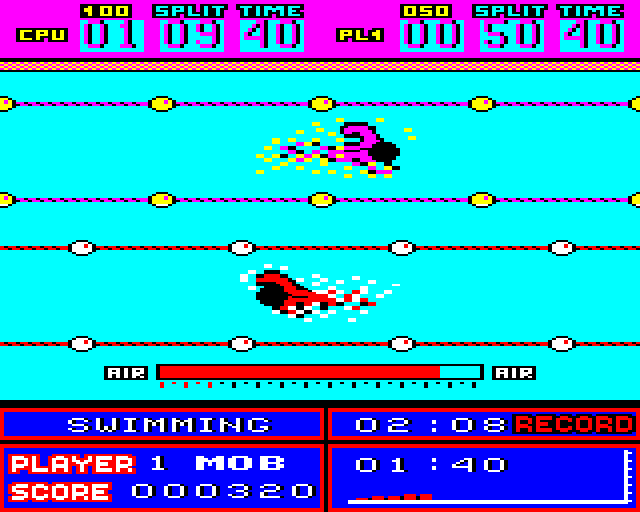 100 SPLIT TIME 050 SPLIT TIME
CPU 01 09 40 PL1 00 50 40
AIR AIR
SWIMMING 02:08 RECORD
PLAYER 1 MOB 01:40
SCORE 000320